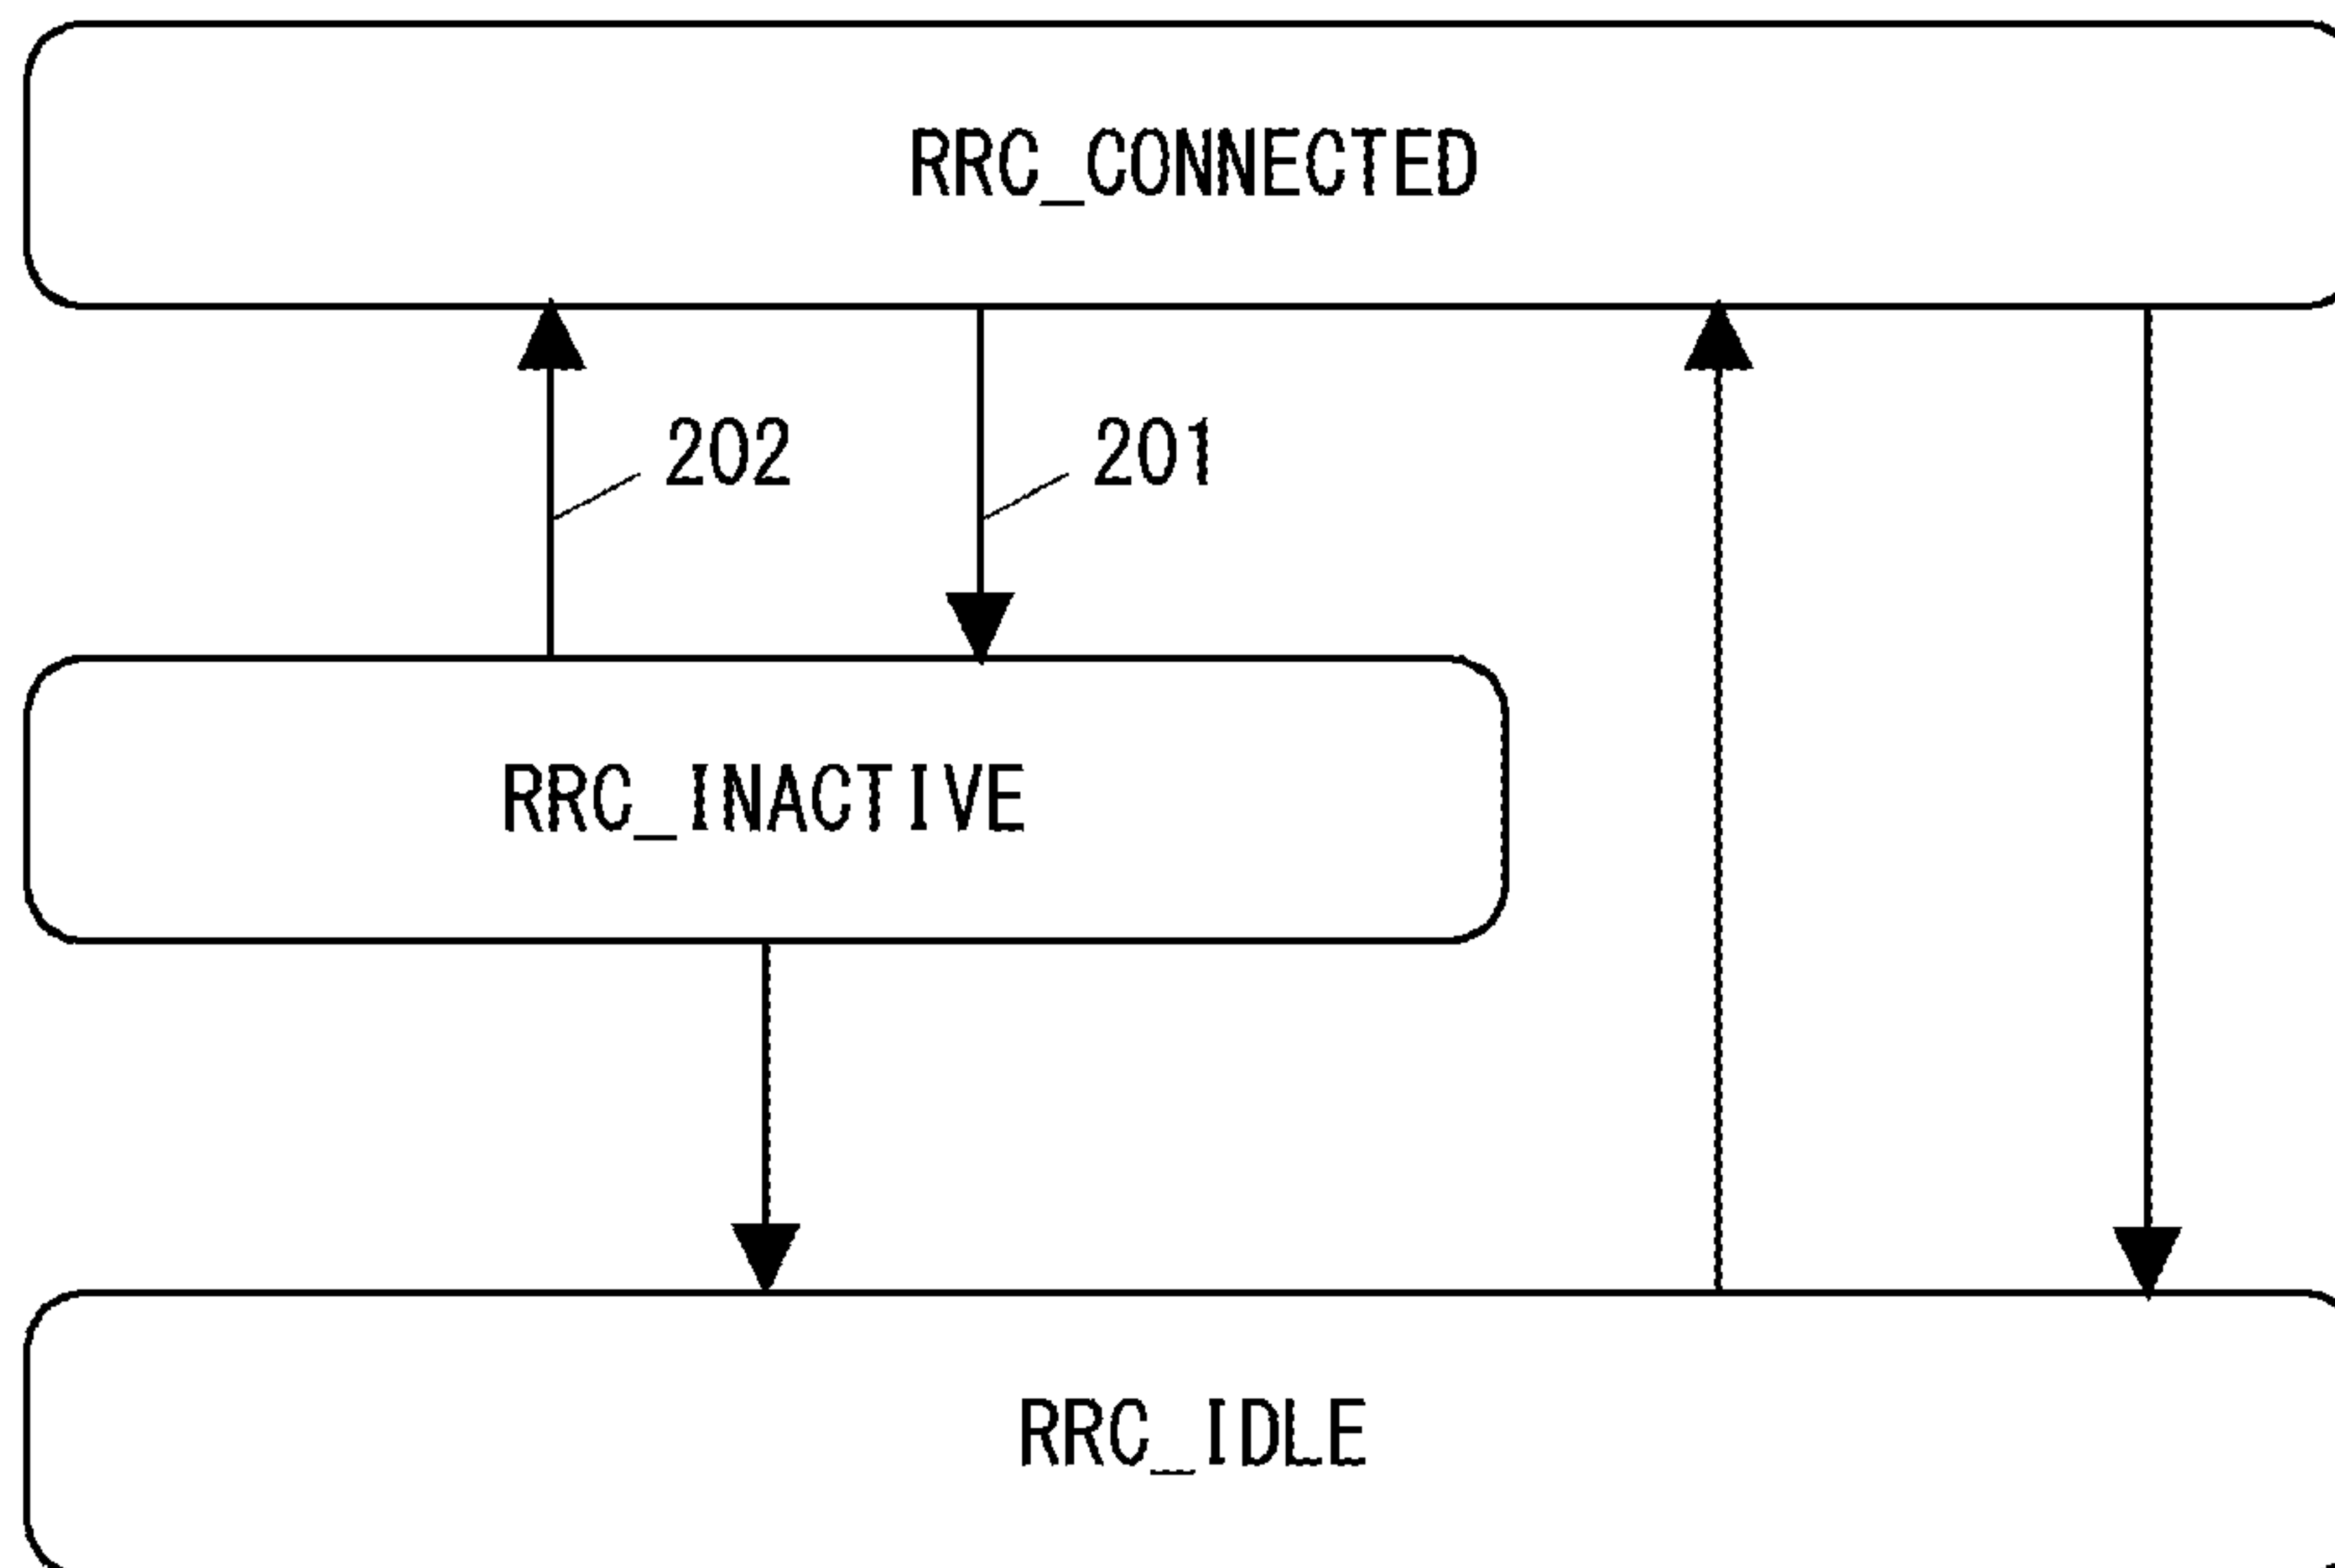 RRC_CONNECTED
202
201
RRC_INACTIVE
RRC_IDLE